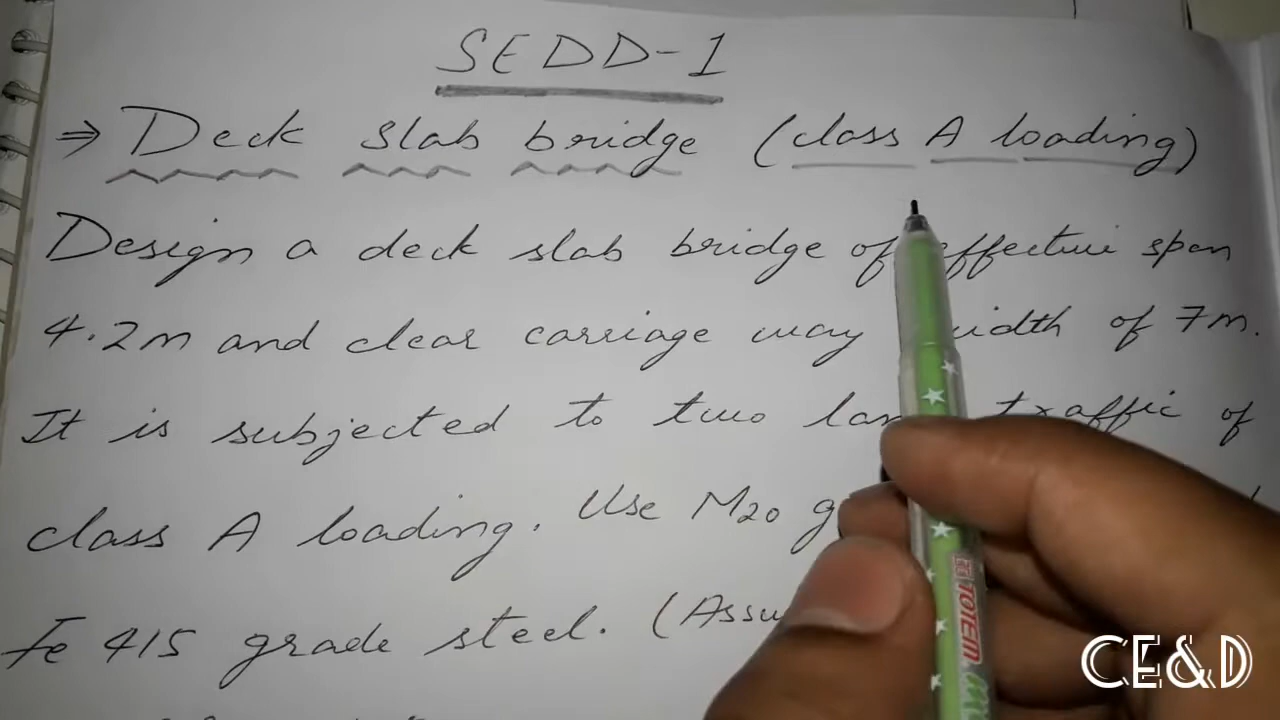 SEDD-1
⇒ Deck slab bridge (class A loading)
Design a deck slab bridge of effective span
4.2m and clear carriage way width of 7m.
It is subjected to two traffic of
class A loading. Use M20
Fe 415 grade steel.
TOTEM
CE&D